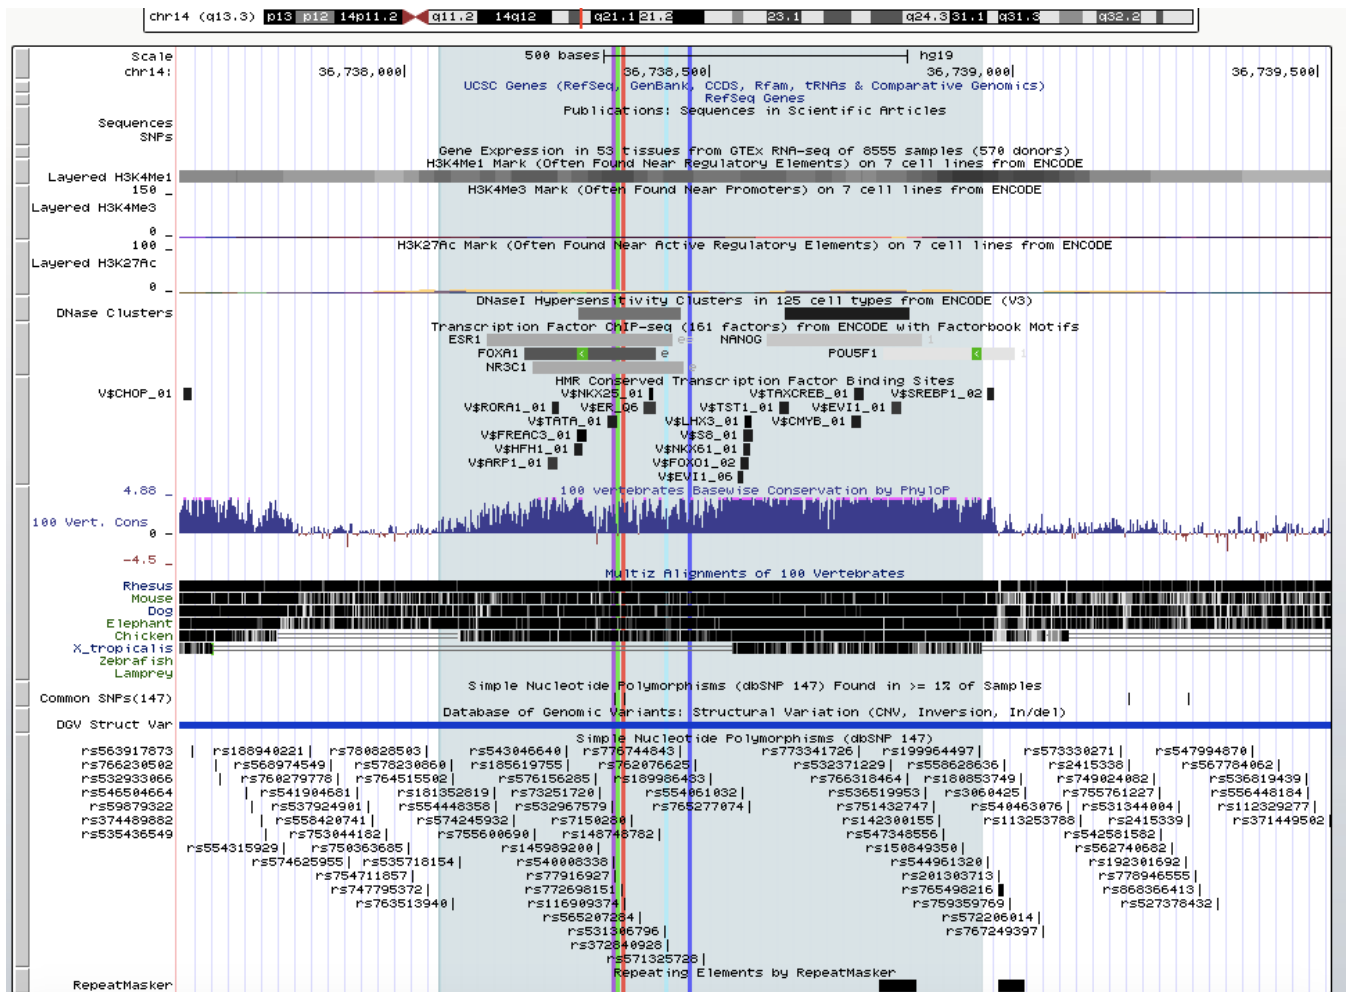 chr14 (q13.3) p13 p12 14p11.2 q11.2 14q12 q21.1 21.2 23.1 q24.3 31.1 q31.3 q32.2
Scale 500 bases hg19
chr14: 36,738,000| 36,738,500| 36,739,000| 36,739,500|
UCSC Genes (RefSeq, GenBank, CCDS, Rfam, tRNAs & Comparative Genomics)
RefSeq Genes
Publications: Sequences in Scientific Articles
Sequences
SNPs
Gene Expression in 53 tissues from GTEx RNA-seq of 8555 samples (570 donors)
H3K4Me1 Mark (Often Found Near Regulatory Elements) on 7 cell lines from ENCODE
Layered H3K4Me1
H3K4Me3 Mark (Often Found Near Promoters) on 7 cell lines from ENCODE
150 _
Layered H3K4Me3
0 _
H3K27Ac Mark (Often Found Near Active Regulatory Elements) on 7 cell lines from ENCODE
100 _
Layered H3K27Ac
0 _
DNaseI Hypersensitivity Clusters in 125 cell types from ENCODE (V3)
DNase Clusters
Transcription Factor ChIP-seq (161 factors) from ENCODE with Factorbook Motifs
ESR1 e NANOG 1
FOXA1 < e POU5F1 < 1
NR3C1 e
HMR Conserved Transcription Factor Binding Sites
V$CHOP_01 V$NKX25_01 V$TAXCREB_01 V$SREBP1_02
V$RORA1_01 V$ER_Q6 V$TST1_01 V$EVI1_01
V$TATA_01 V$LHX3_01 V$CMYB_01
V$FREAC3_01 V$S8_01
V$HFH1_01 V$NKX61_01
V$ARP1_01 V$FOXO1_02
V$EVI1_06
100 vertebrates Basewise Conservation by PhyloP
4.88 _
100 Vert. Cons
0 _
-4.5 _
Multiz Alignments of 100 Vertebrates
Rhesus
Mouse
Dog
Elephant
Chicken
X_tropicalis
Zebrafish
Lamprey
Simple Nucleotide Polymorphisms (dbSNP 147) Found in >= 1% of Samples
Common SNPs(147)
Database of Genomic Variants: Structural Variation (CNV, Inversion, In/del)
DGV Struct Var
Simple Nucleotide Polymorphisms (dbSNP 147)
rs563917873 rs188940221 rs780828503 rs543046640 rs776744843 rs773341726 rs199964497 rs573330271 rs547994870
rs766230502 rs568974549 rs578230860 rs185619755 rs762076625 rs532371229 rs558628636 rs2415338 rs567784062
rs532933066 rs760279778 rs764515502 rs576156285 rs189986433 rs766318464 rs180853749 rs749024082 rs536819439
rs546504664 rs541904681 rs181352819 rs73251720 rs554061032 rs536519953 rs3060425 rs755761227 rs556448184
rs59879322 rs537924901 rs554448358 rs532967579 rs765277074 rs751432747 rs540463076 rs531344004 rs112329277
rs374489882 rs558420741 rs574245932 rs7150280 rs142300155 rs113253788 rs2415339 rs371449502
rs535436549 rs753044182 rs755600690 rs148748782 rs547348556 rs542581582
rs554315929 rs750363685 rs145989200 rs150849350 rs562740682
rs574625955 rs535718154 rs540008338 rs544961320 rs192301692
rs754711857 rs77916927 rs201303713 rs778946555
rs747795372 rs772698151 rs765498216 rs868366413
rs763513940 rs116909374 rs759359769 rs527378432
rs565207284 rs572206014
rs531306796 rs767249397
rs372840928
rs571325728
Repeating Elements by RepeatMasker
RepeatMasker